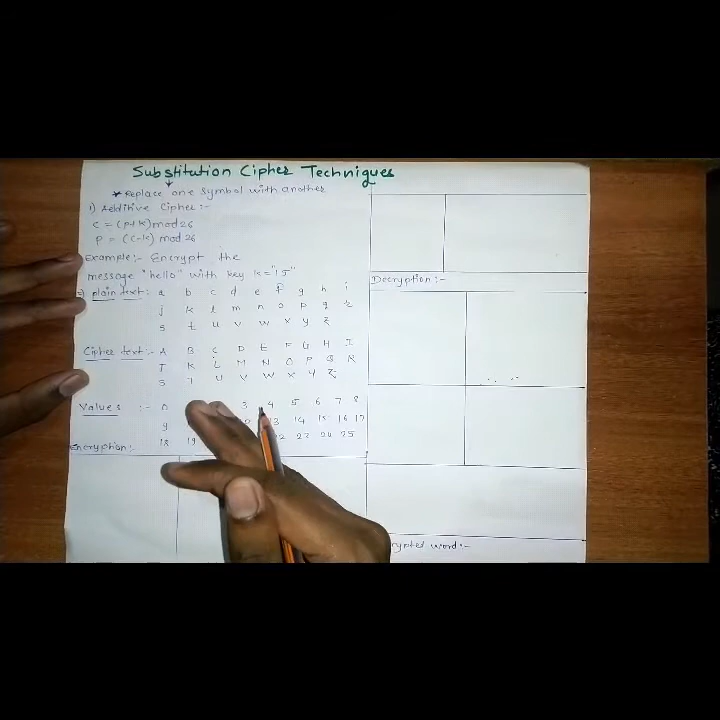 Substitution Cipher Techniques
* Replace one symbol with another
1) Additive Cipher :-
C = (P+K) mod 26
P = (C-K) mod 26
Example:- Encrypt the
message "hello" with key K="15"
plain text:- a b c d e f g h i
j k l m n o p q r
s t u v w x y z
Cipher text:- A B C D E F G H I
J K L M N O P Q R
S T U V W X Y Z
Values :- 0 3 4 5 6 7 8
9 13 14 15 16 17
18 19 22 23 24 25
Encryption:-
Decryption:-
word:-